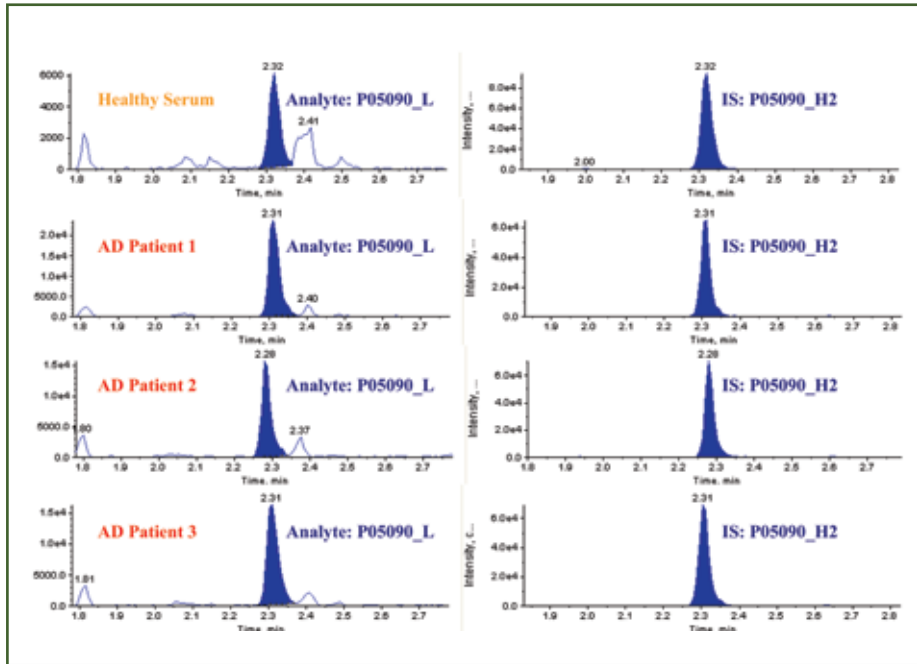 2.32
6000
4000
2000
0
Healthy Serum
Analyte: P05090_L
2.41
1.8 1.9 2.0 2.1 2.2 2.3 2.4 2.5 2.6 2.7
Time, min
2.32
Intensity, ...
8.0e4
6.0e4
4.0e4
2.0e4
0.0
IS: P05090_H2
2.00
1.9 2.0 2.1 2.2 2.3 2.4 2.5 2.6 2.7 2.8
Time, min
2.31
2.0e4
1.5e4
1.0e4
5000.0
0.0
AD Patient 1
Analyte: P05090_L
2.40
1.8 1.9 2.0 2.1 2.2 2.3 2.4 2.5 2.6 2.7
Time, min
2.31
Intensity, ...
6.0e4
4.0e4
2.0e4
0.0
IS: P05090_H2
1.9 2.0 2.1 2.2 2.3 2.4 2.5 2.6 2.7 2.8
Time, min
2.28
1.5e4
1.0e4
5000.0
0.0
AD Patient 2
Analyte: P05090_L
1.80
2.37
1.8 1.9 2.0 2.1 2.2 2.3 2.4 2.5 2.6 2.7
Time, min
2.28
Intensity, ...
6.0e4
4.0e4
2.0e4
0.0
IS: P05090_H2
1.8 1.9 2.0 2.1 2.2 2.3 2.4 2.5 2.6 2.7 2.8
Time, min
2.31
1.5e4
1.0e4
5000.0
0.0
AD Patient 3
Analyte: P05090_L
1.81
1.8 1.9 2.0 2.1 2.2 2.3 2.4 2.5 2.6 2.7
Time, min
2.31
Intensity, c...
6.0e4
4.0e4
2.0e4
0.0
IS: P05090_H2
1.9 2.0 2.1 2.2 2.3 2.4 2.5 2.6 2.7 2.8
Time, min